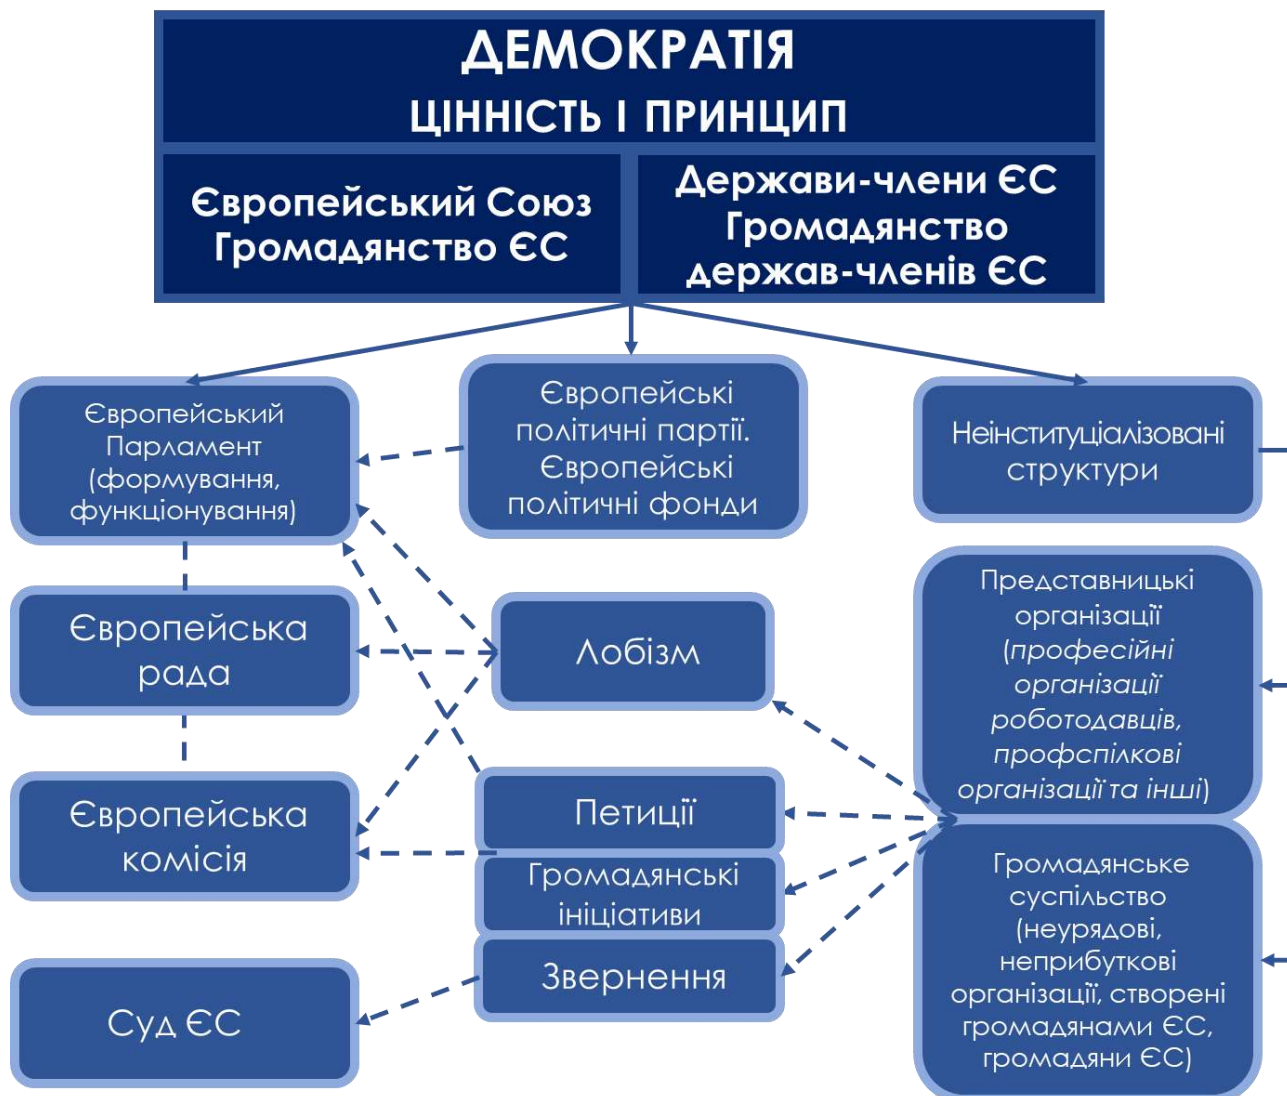 ДЕМОКРАТІЯ
ЦІННІСТЬ І ПРИНЦИП
Європейський Союз
Громадянство ЄС
Держави-члени ЄС
Громадянство
держав-членів ЄС
Європейський
Парламент
(формування,
функціонування)
Європейські
політичні партії.
Європейські
політичні фонди
Неінституціалізовані
структури
Європейська
рада
Лобізм
Представницькі
організації
(професійні
організації
роботодавців,
профспілкові
організації та інші)
Європейська
комісія
Петиції
Громадянські
ініціативи
Звернення
Суд ЄС
Громадянське
суспільство
(неурядові,
неприбуткові
організації, створені
громадянами ЄС,
громадяни ЄС)